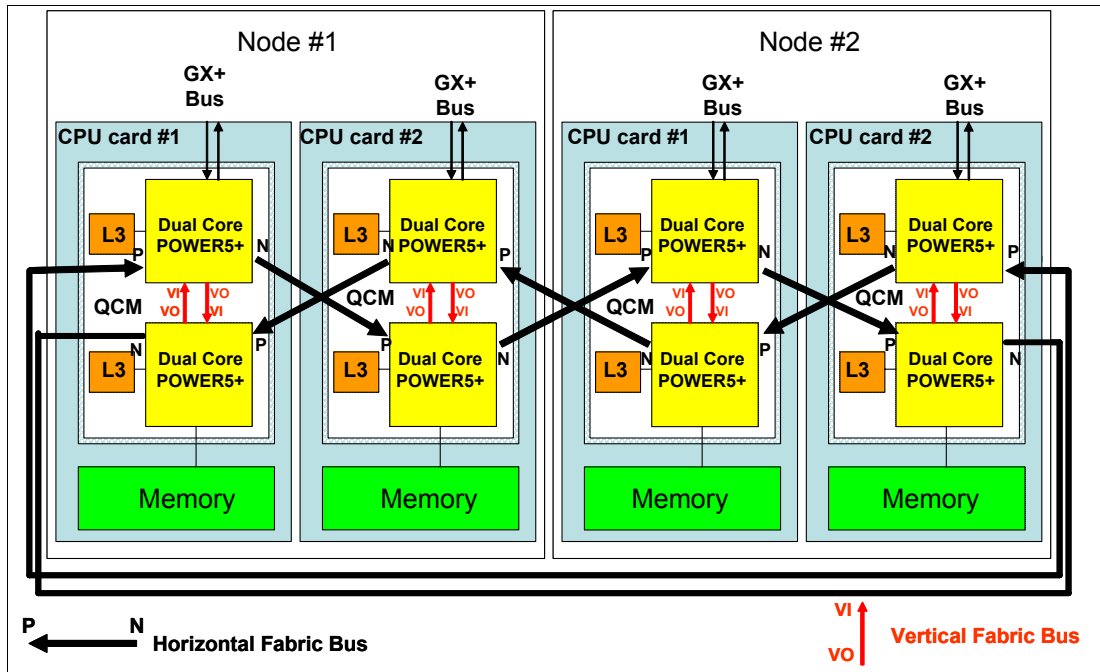 Node #1
Node #2
GX+
Bus
GX+
Bus
GX+
Bus
GX+
Bus
CPU card #1
CPU card #2
CPU card #1
CPU card #2
Dual Core
POWER5+
L3
P
N
Dual Core
POWER5+
L3
N
P
Dual Core
POWER5+
L3
P
N
Dual Core
POWER5+
L3
N
P
QCM
VI
VO
VO
VI
QCM
VI
VO
VO
VI
QCM
VI
VO
VO
VI
QCM
VI
VO
VO
VI
Dual Core
POWER5+
L3
N
P
Dual Core
POWER5+
L3
P
N
Dual Core
POWER5+
L3
N
P
Dual Core
POWER5+
L3
P
N
Memory
Memory
Memory
Memory
P
N
Horizontal Fabric Bus
VI
VO
Vertical Fabric Bus